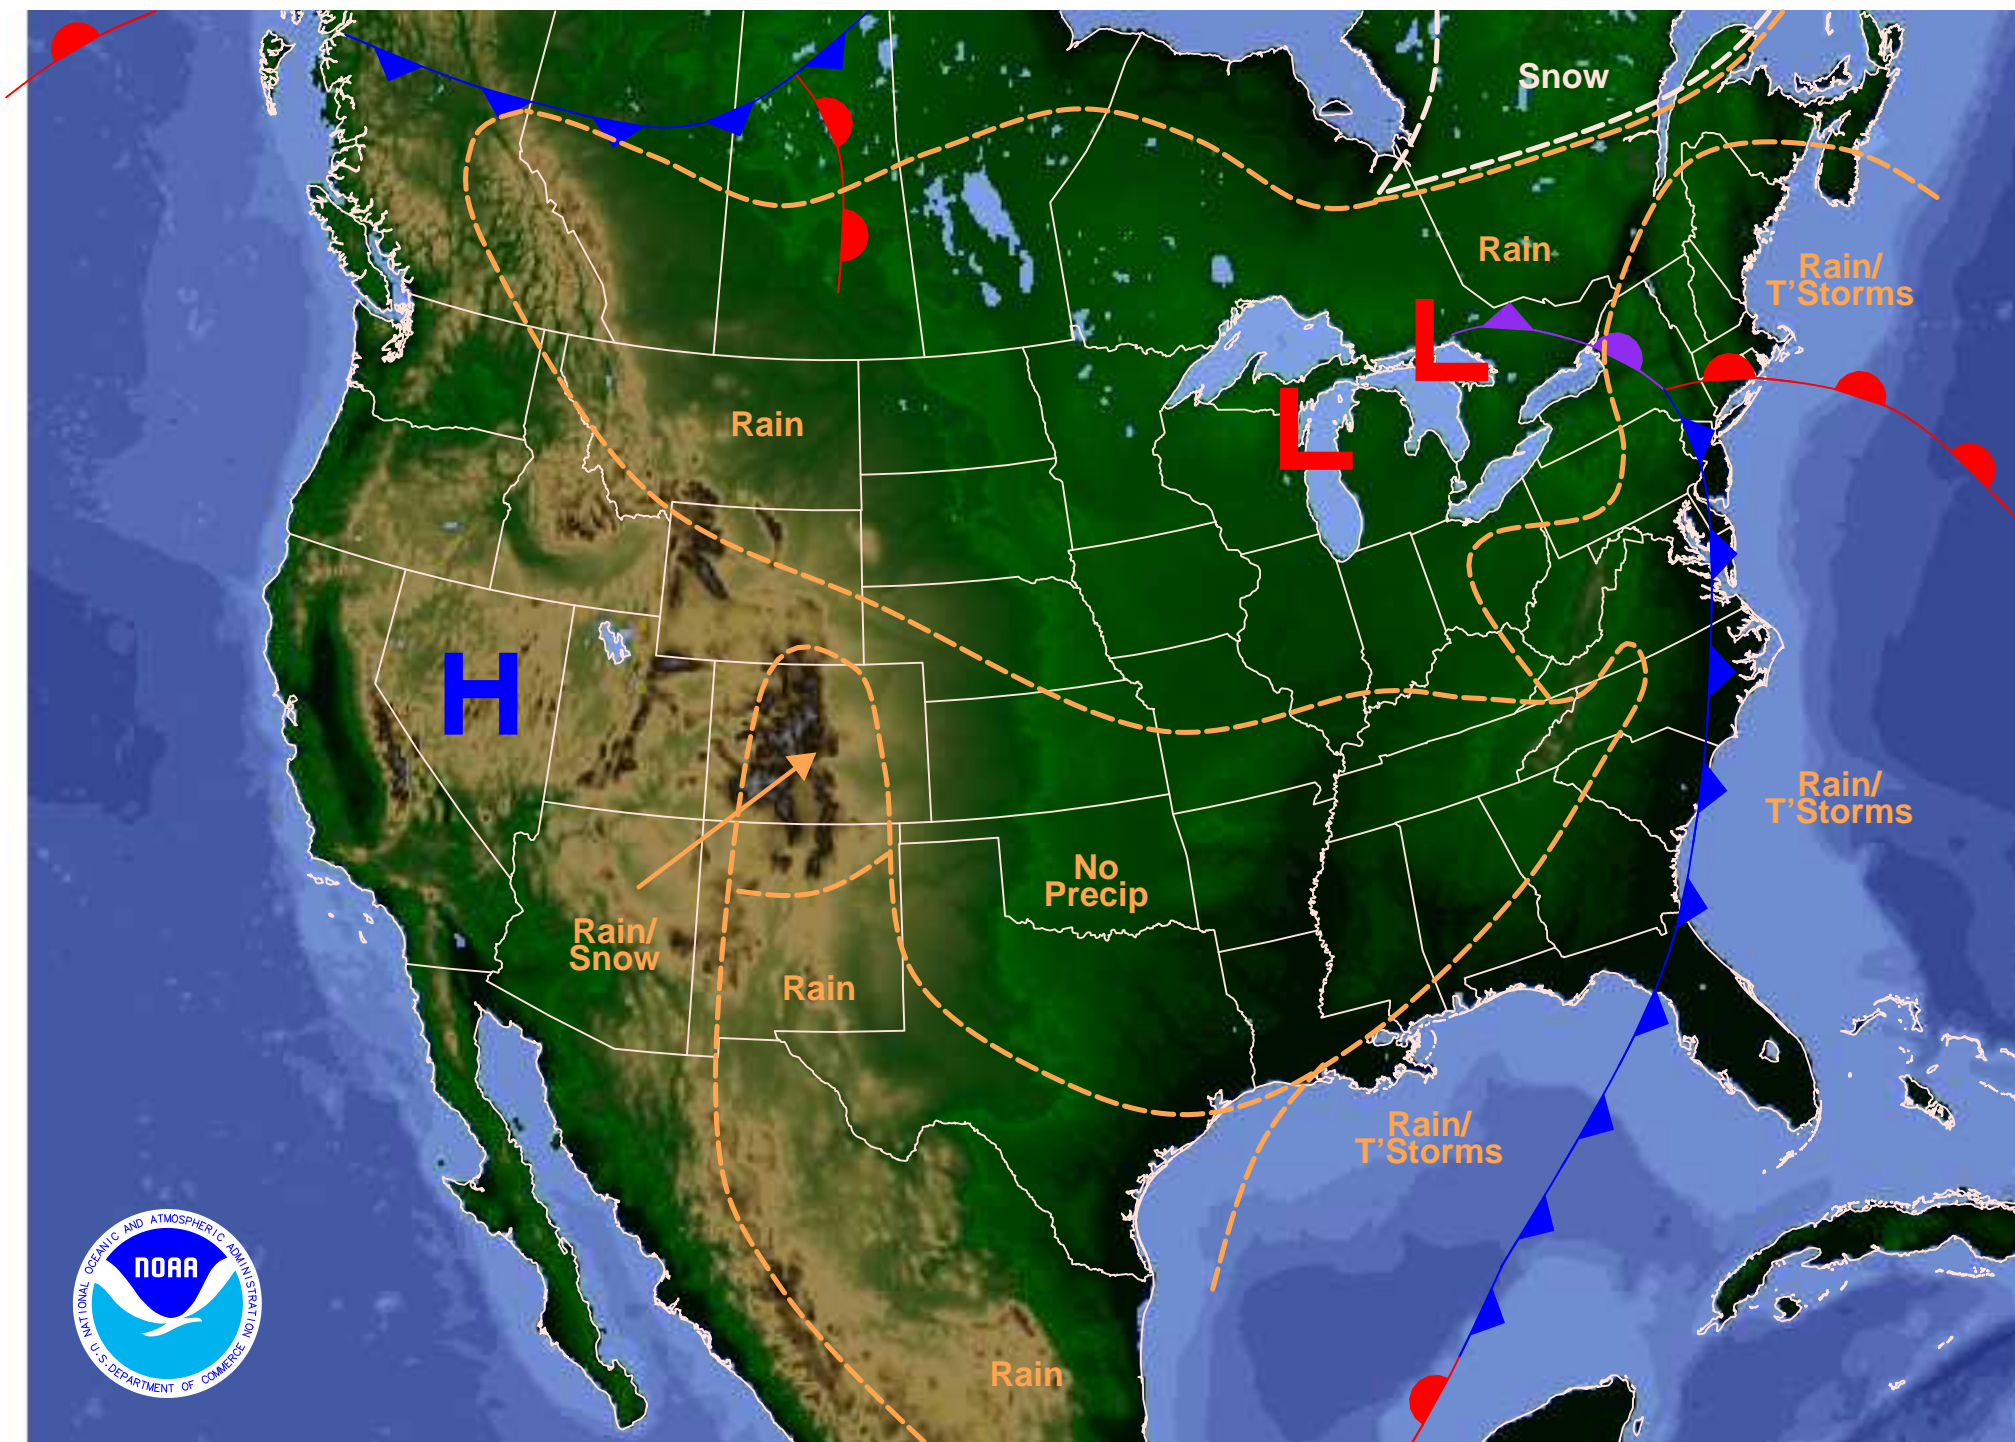 Snow
Rain
Rain/
T'Storms
L
L
Rain
H
Rain/
T'Storms
No
Precip
Rain/
Snow
Rain
Rain/
T'Storms
Rain
NATIONAL OCEANIC AND ATMOSPHERIC ADMINISTRATION
NOAA
U.S. DEPARTMENT OF COMMERCE